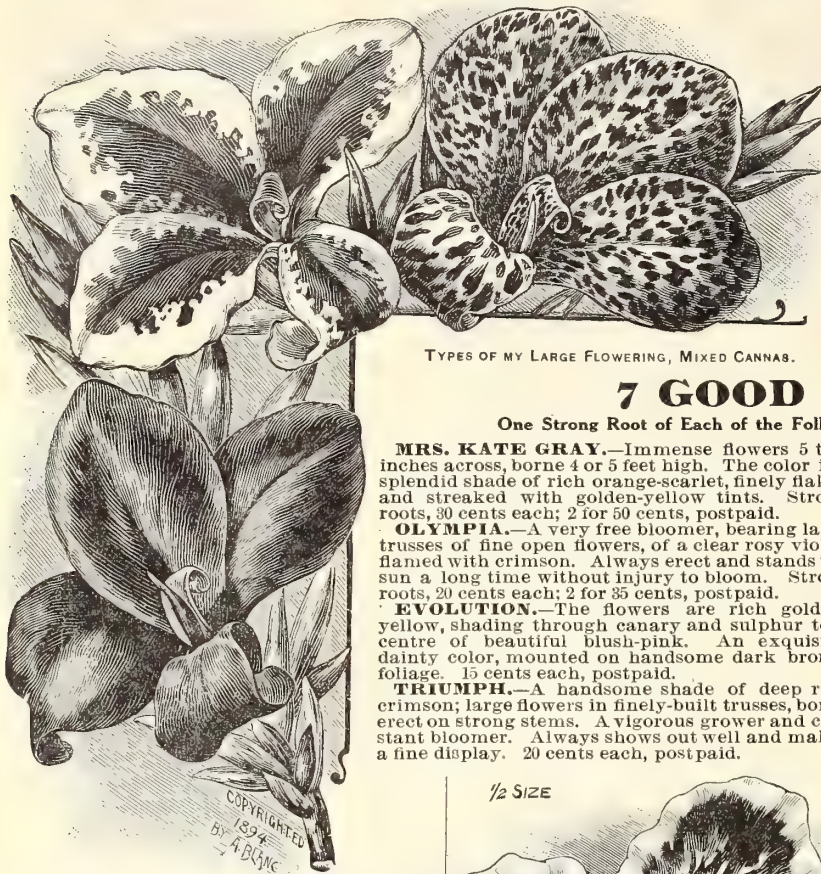 TYPES OF MY LARGE FLOWERING, MIXED CANNAS.
7 GOOD
One Strong Root of Each of the Foll
MRS. KATE GRAY.—Immense flowers 5 t
inches across, borne 4 or 5 feet high. The color i
splendid shade of rich orange-scarlet, finely flak
and streaked with golden-yellow tints. Stro
roots, 30 cents each; 2 for 50 cents, postpaid.
OLYMPIA.—A very free bloomer, bearing la
trusses of fine open flowers, of a clear rosy vio
flamed with crimson. Always erect and stands
sun a long time without injury to bloom. Stro
roots, 20 cents each; 2 for 35 cents, postpaid.
EVOLUTION.—The flowers are rich gold
yellow, shading through canary and sulphur t
centre of beautiful blush-pink. An exquis
dainty color, mounted on handsome dark bron
foliage. 15 cents each, postpaid.
TRIUMPH.—A handsome shade of deep r
crimson; large flowers in finely-built trusses, bor
erect on strong stems. A vigorous grower and c
stant bloomer. Always shows out well and mak
a fine display. 20 cents each, postpaid.
½ SIZE
COPYRIGHTED
1894
BY A. BLANC